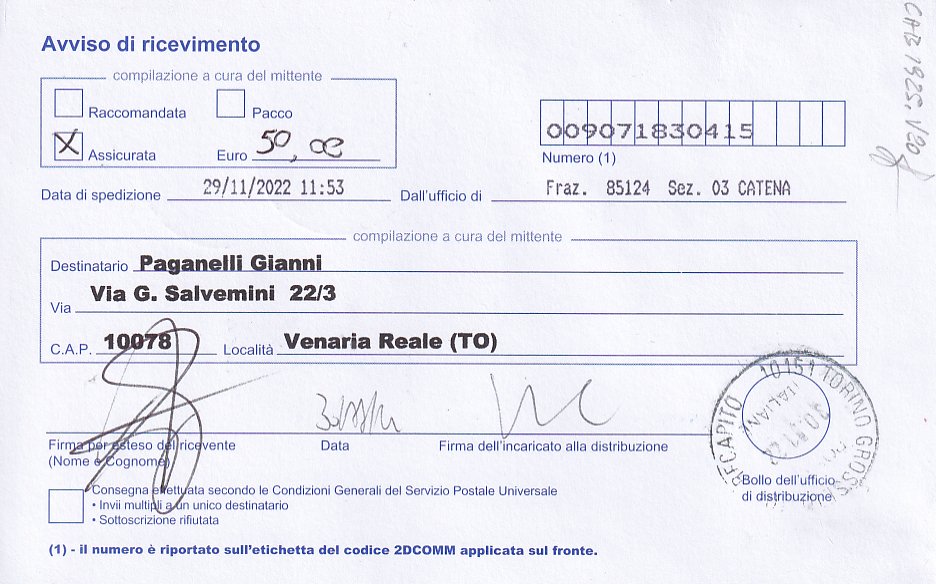 Avviso di ricevimento
compilazione a cura del mittente
Raccomandata Pacco
X Assicurata Euro 50,00
009071830415
Numero (1)
Data di spedizione 29/11/2022 11:53 Dall'ufficio di Fraz. 85124 Sez. 03 CATENA
compilazione a cura del mittente
Destinatario Paganelli Gianni
Via Via G. Salvemini 22/3
C.A.P. 10078 Località Venaria Reale (TO)
Firma per esteso del ricevente Data Firma dell'incaricato alla distribuzione
(Nome e Cognome)
Bollo dell'ufficio
di distribuzione
RECAPITO 10151 TORINO
Consegna effettuata secondo le Condizioni Generali del Servizio Postale Universale
• Invii multipli a un unico destinatario
• Sottoscrizione rifiutata
(1) - il numero è riportato sull'etichetta del codice 2DCOMM applicata sul fronte.